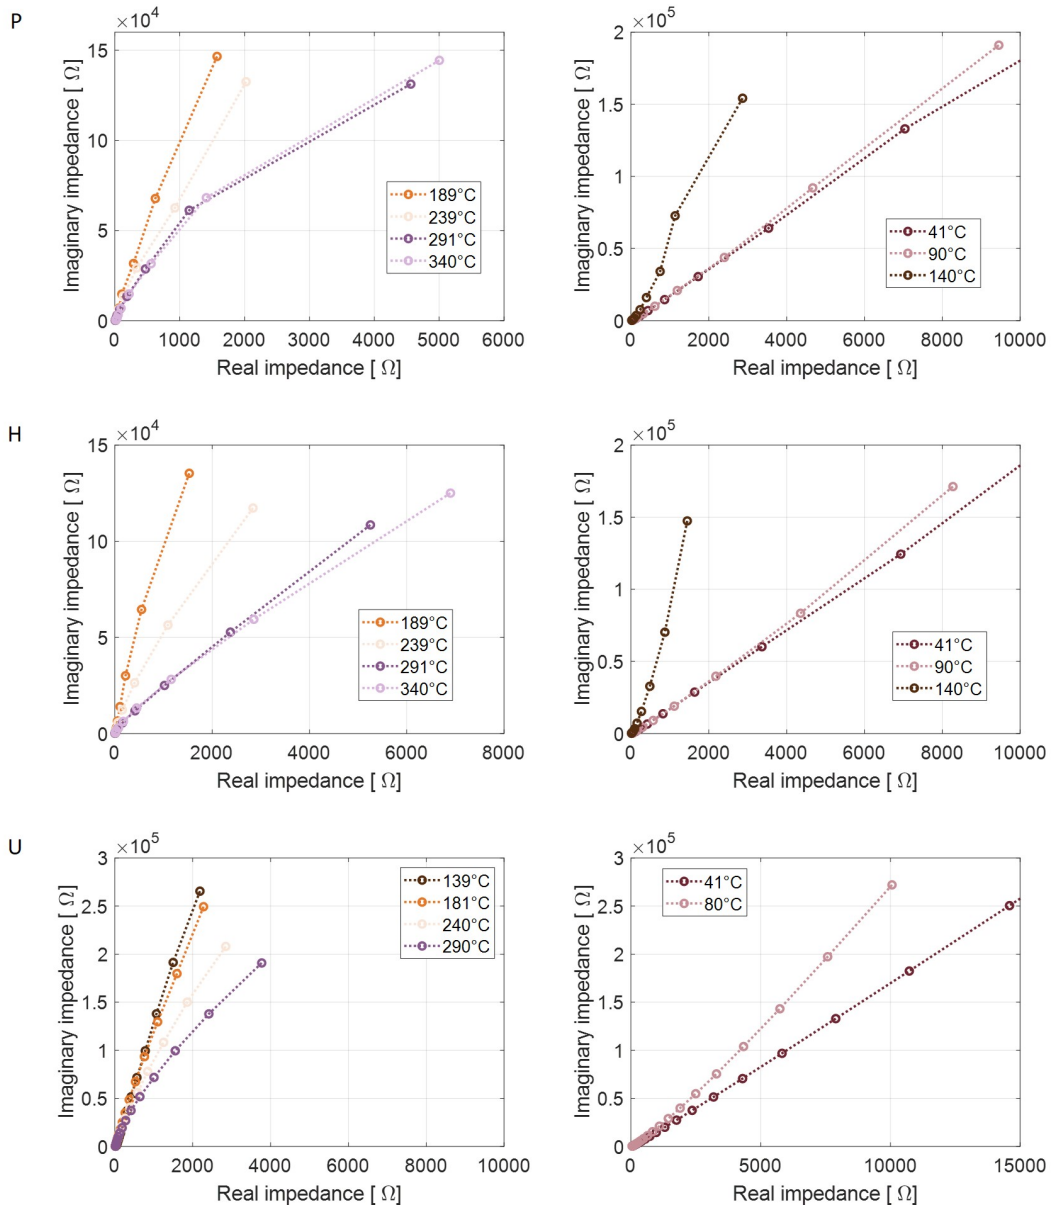 P
×10⁴
15
10
5
0
Imaginary impedance [ Ω]
189°C
239°C
291°C
340°C
0 1000 2000 3000 4000 5000 6000
Real impedance [ Ω]
×10⁵
2
1.5
1
0.5
0
Imaginary impedance [ Ω]
41°C
90°C
140°C
0 2000 4000 6000 8000 10000
Real impedance [ Ω]
H
×10⁴
15
10
5
0
Imaginary impedance [ Ω]
189°C
239°C
291°C
340°C
0 2000 4000 6000 8000
Real impedance [ Ω]
×10⁵
2
1.5
1
0.5
0
Imaginary impedance [ Ω]
41°C
90°C
140°C
0 2000 4000 6000 8000 10000
Real impedance [ Ω]
U
×10⁵
3
2.5
2
1.5
1
0.5
0
Imaginary impedance [ Ω]
139°C
181°C
240°C
290°C
0 2000 4000 6000 8000 10000
Real impedance [ Ω]
×10⁵
3
2.5
2
1.5
1
0.5
0
Imaginary impedance [ Ω]
41°C
80°C
0 5000 10000 15000
Real impedance [ Ω]